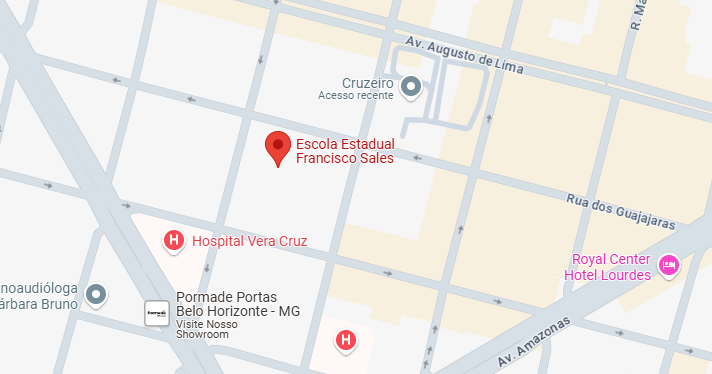 R. Ma
Av. Augusto de Lima
Cruzeiro
Acesso recente
Escola Estadual
Francisco Sales
Rua dos Guajajaras
H
Hospital Vera Cruz
Royal Center
Hotel Lourdes
noaudióloga
árbara Bruno
Pormade Portas
Belo Horizonte - MG
Visite Nosso
Showroom
H
Av. Amazonas